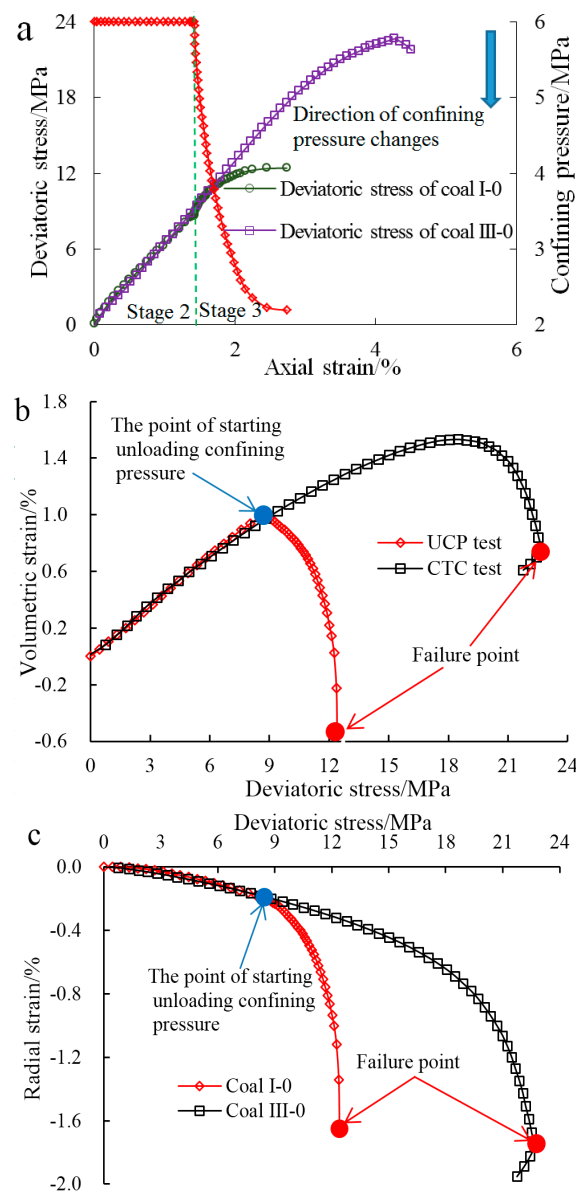 a
24
18
12
6
0
Deviatoric stress/MPa
6
5
4
3
2
Confining pressure/MPa
Direction of confining
pressure changes
Deviatoric stress of coal I-0
Deviatoric stress of coal III-0
Stage 2
Stage 3
0 2 4 6
Axial strain/%
b
1.8
1.4
1.0
0.6
0.2
-0.2
-0.6
Volumetric strain/%
The point of starting
unloading confining
pressure
UCP test
CTC test
Failure point
0 3 6 9 12 15 18 21 24
Deviatoric stress/MPa
c
Deviatoric stress/MPa
0 3 6 9 12 15 18 21 24
0.0
-0.4
-0.8
-1.2
-1.6
-2.0
Radial strain/%
The point of starting
unloading confining
pressure
Coal I-0
Coal III-0
Failure point